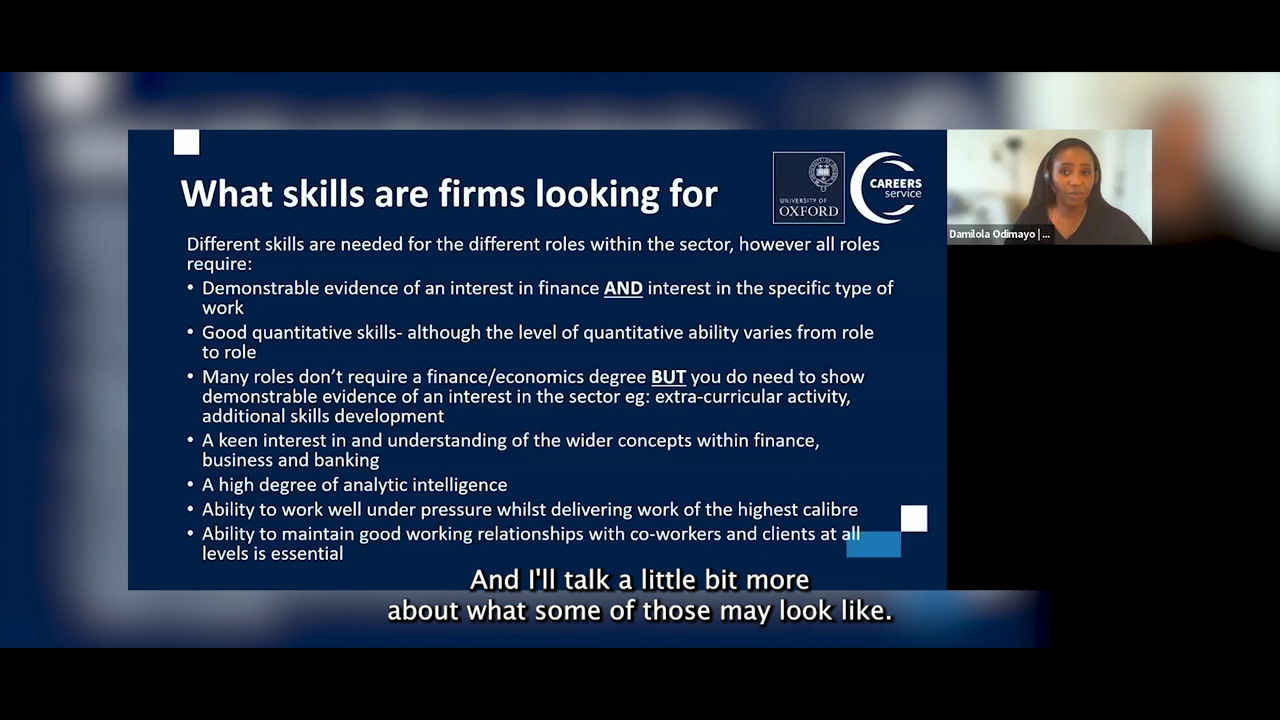 What skills are firms looking for
UNIVERSITY OF
OXFORD
CAREERS
service
Different skills are needed for the different roles within the sector, however all roles
require:
• Demonstrable evidence of an interest in finance AND interest in the specific type of
work
• Good quantitative skills- although the level of quantitative ability varies from role
to role
• Many roles don’t require a finance/economics degree BUT you do need to show
demonstrable evidence of an interest in the sector eg: extra-curricular activity,
additional skills development
• A keen interest in and understanding of the wider concepts within finance,
business and banking
• A high degree of analytic intelligence
• Ability to work well under pressure whilst delivering work of the highest calibre
• Ability to maintain good working relationships with co-workers and clients at all
levels is essential
Damilola Odimayo | ...
And I'll talk a little bit more
about what some of those may look like.